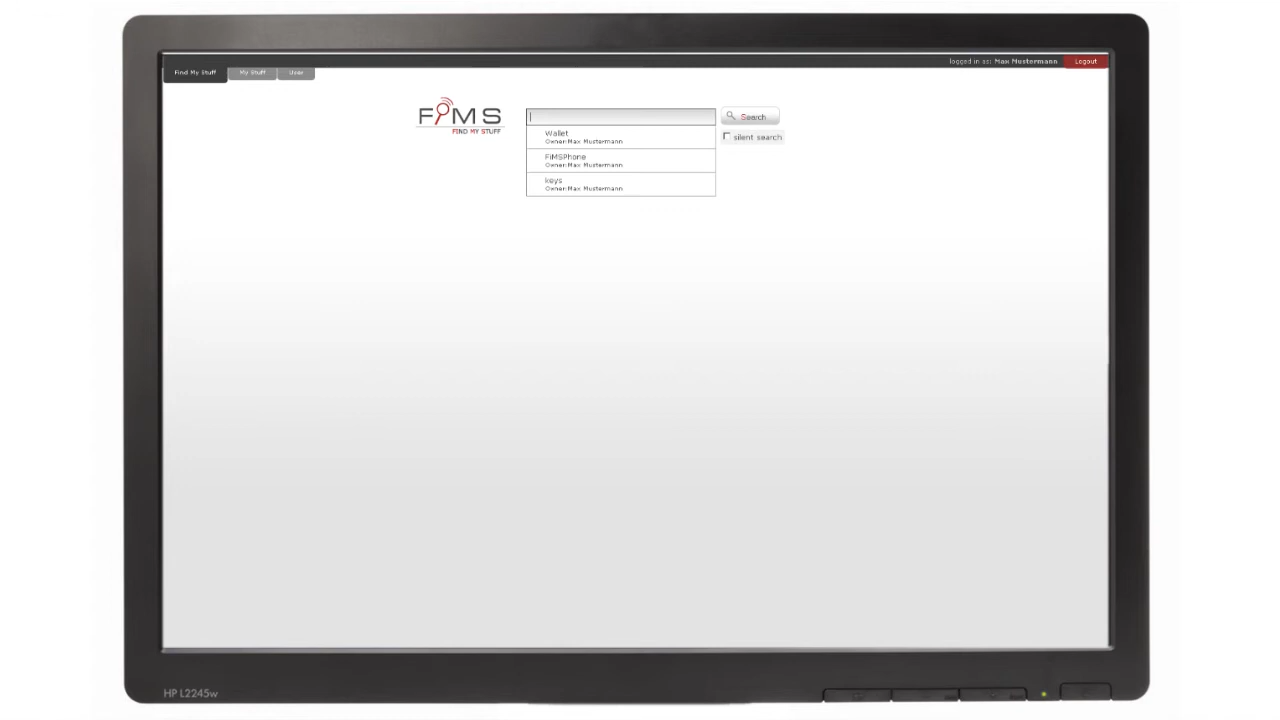 logged in as: Max Mustermann
Logout
Find My Stuff
My Stuff
User
FiMS
FIND MY STUFF
Search
silent search
Wallet
Owner:Max Mustermann
FiMSPhone
Owner:Max Mustermann
keys
Owner:Max Mustermann
HP L2245w